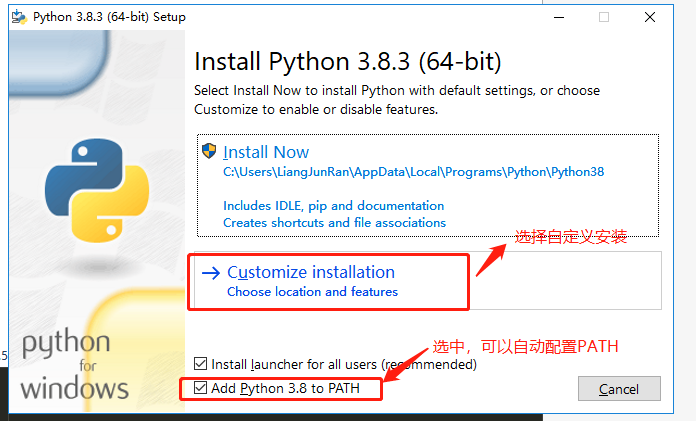 Python 3.8.3 (64-bit) Setup
Install Python 3.8.3 (64-bit)
Select Install Now to install Python with default settings, or choose
Customize to enable or disable features.
Install Now
C:\Users\LiangJunRan\AppData\Local\Programs\Python\Python38
Includes IDLE, pip and documentation
Creates shortcuts and file associations
选择自定义安装
Customize installation
Choose location and features
选中，可以自动配置PATH
Install launcher for all users (recommended)
Add Python 3.8 to PATH
Cancel
python
for
windows
.5